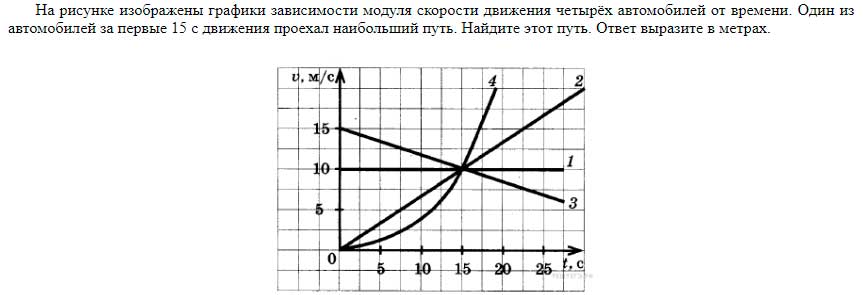 На рисунке изображены графики зависимости модуля скорости движения четырёх автомобилей от времени. Один из
автомобилей за первые 15 с движения проехал наибольший путь. Найдите этот путь. Ответ выразите в метрах.
υ, м/с
4
2
15
10
1
5
3
0
5 10 15 20 25 t, с